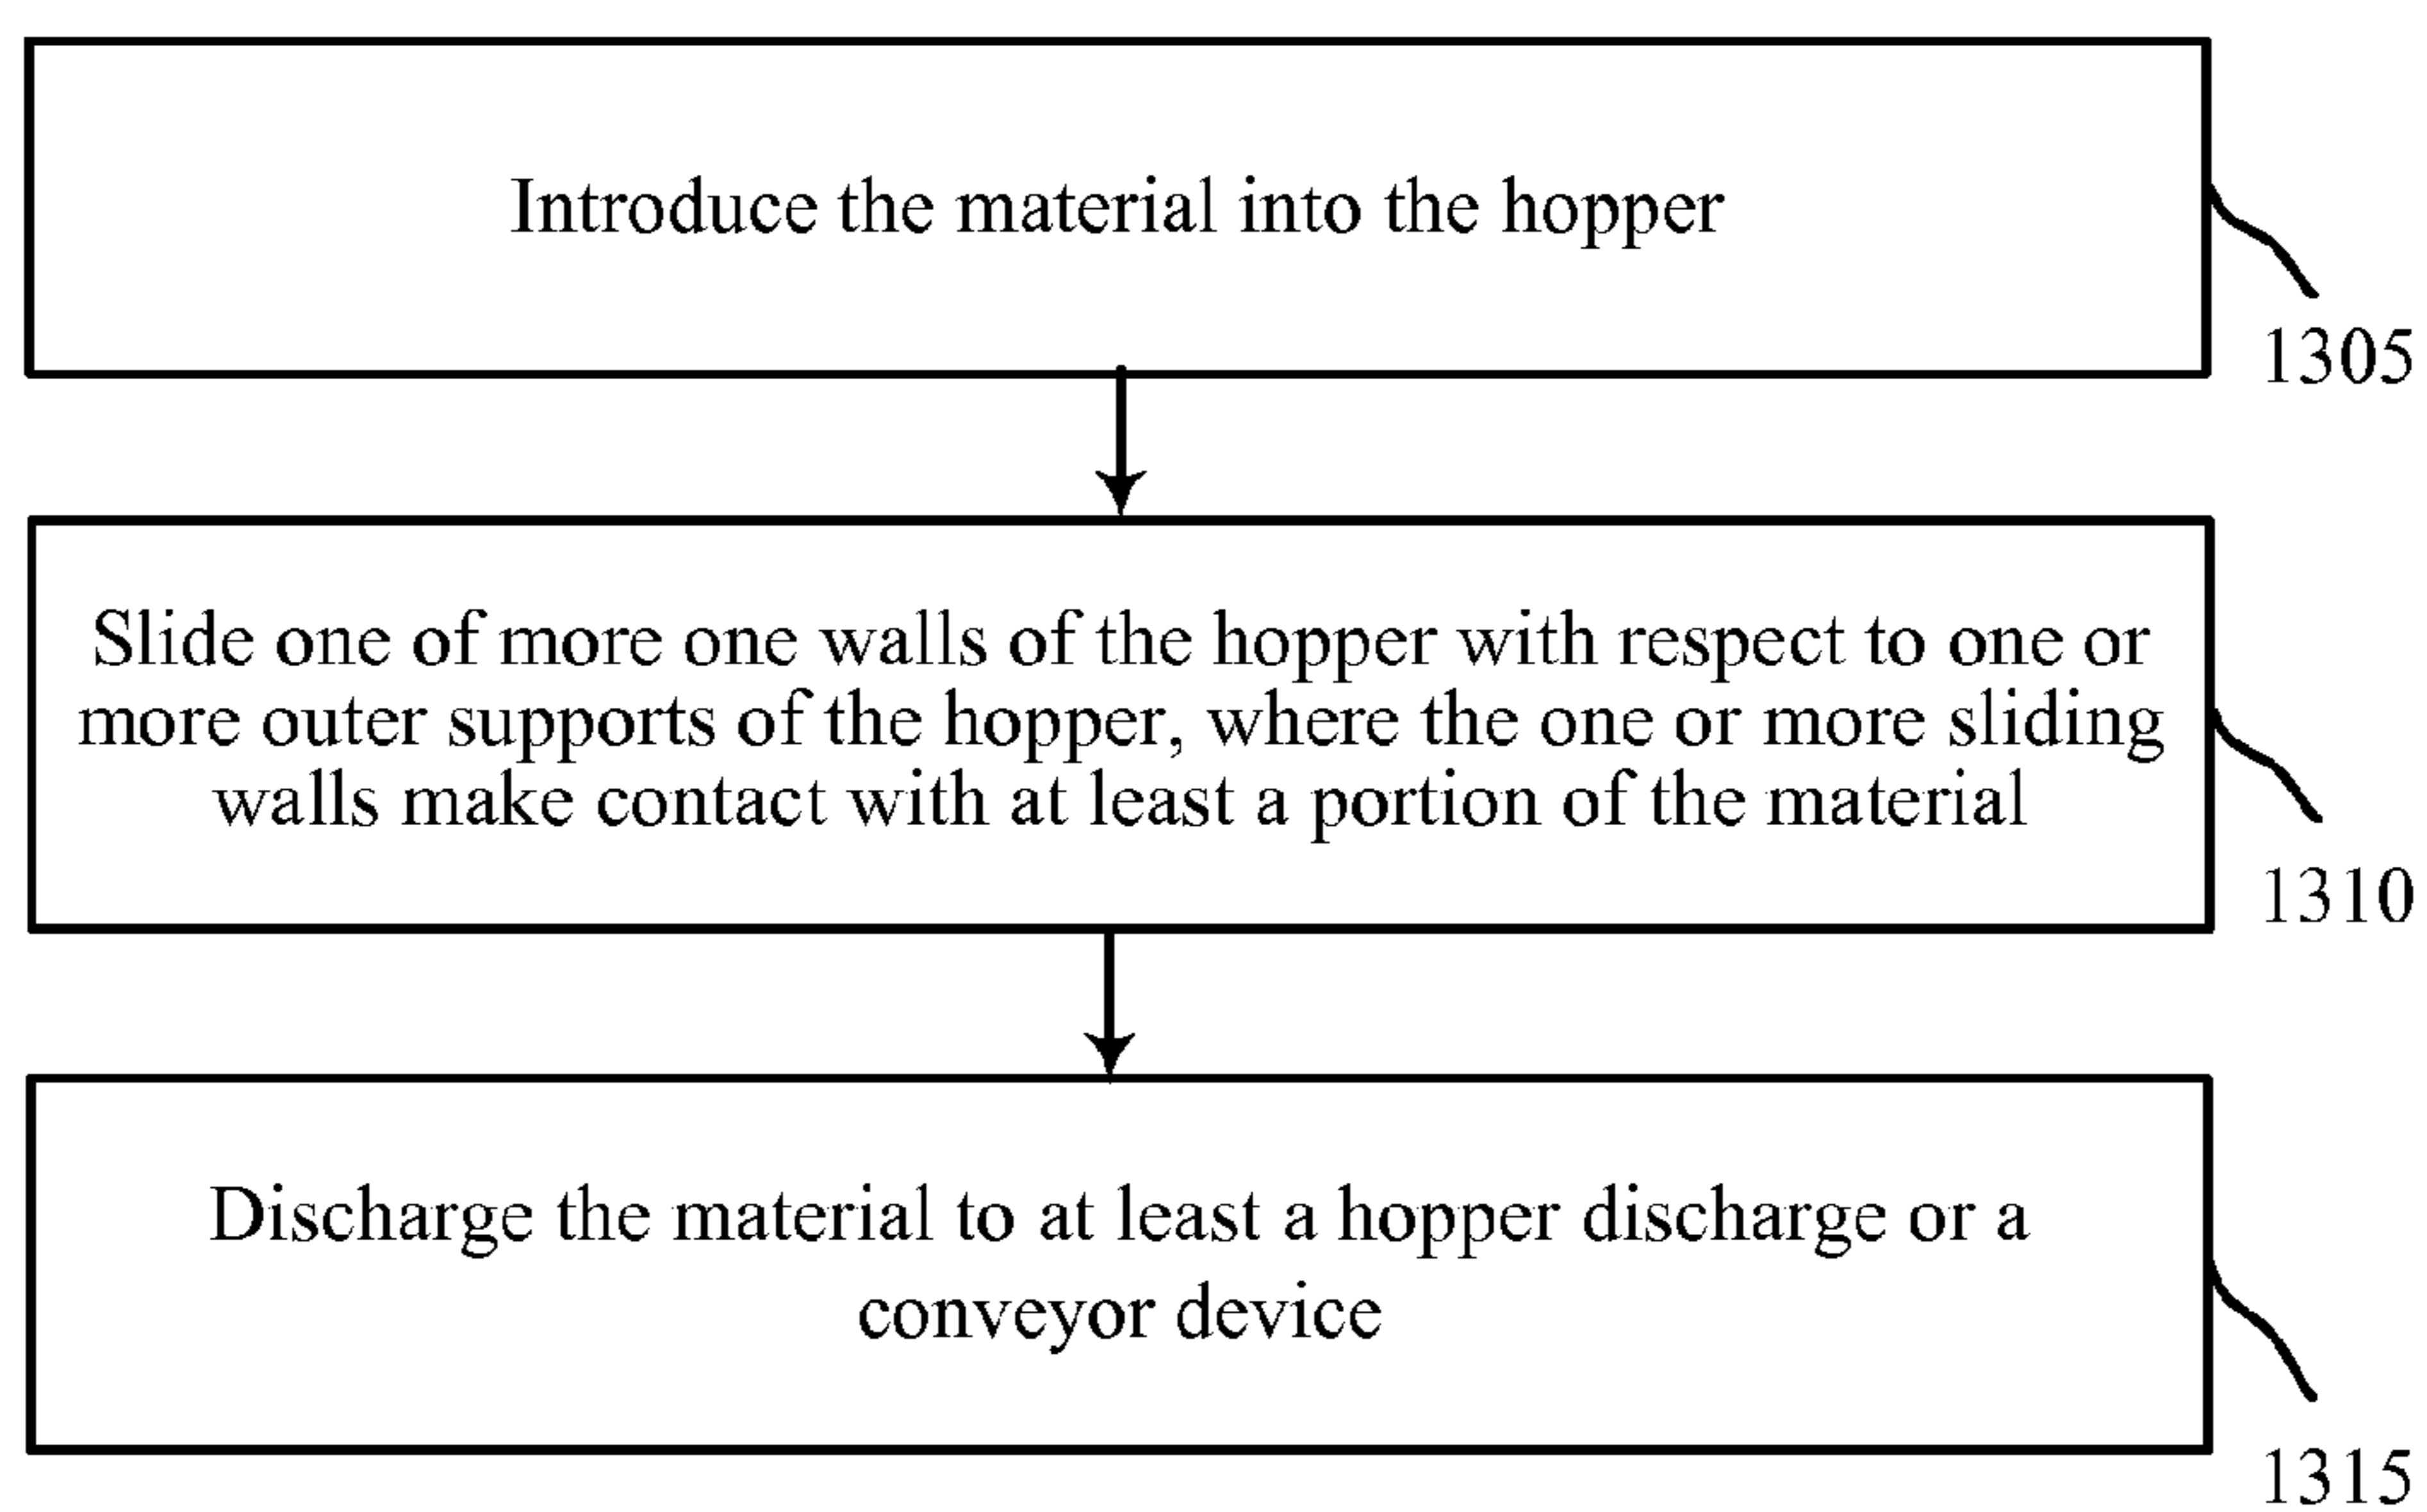 Introduce the material into the hopper
1305
Slide one of more one walls of the hopper with respect to one or
more outer supports of the hopper, where the one or more sliding
walls make contact with at least a portion of the material
1310
Discharge the material to at least a hopper discharge or a
conveyor device
1315